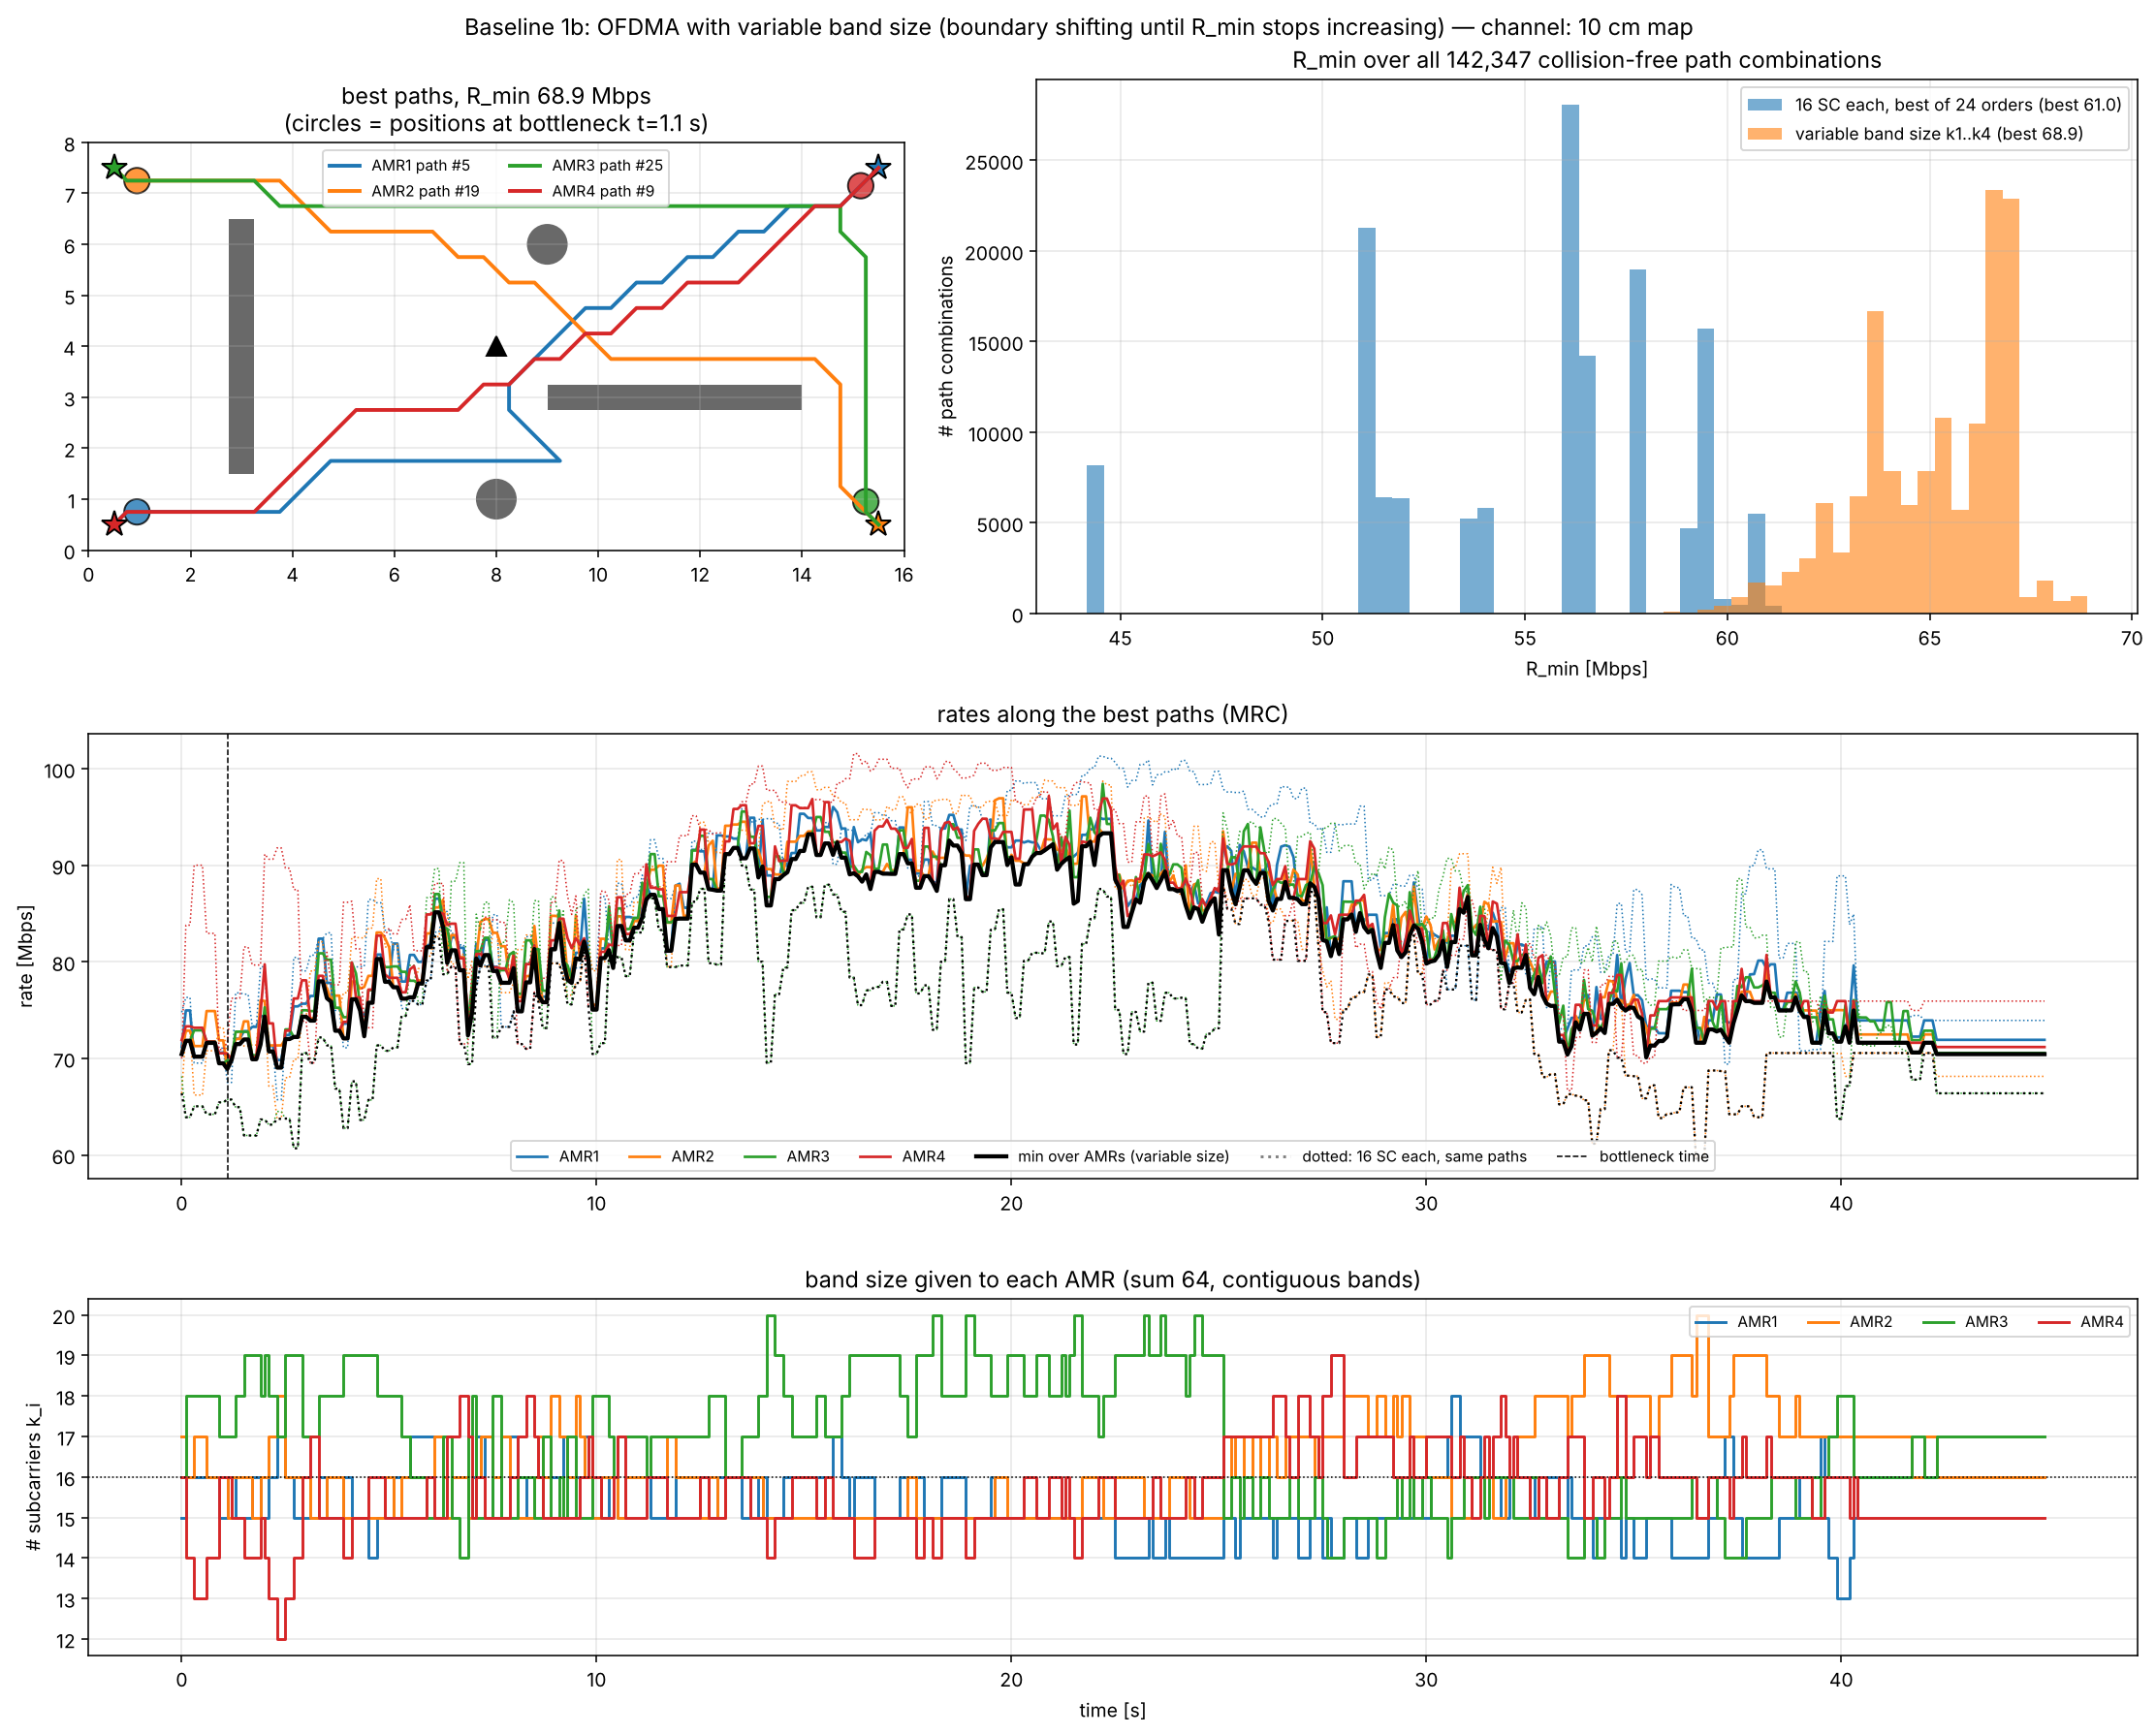 Baseline 1b: OFDMA with variable band size (boundary shifting until R_min stops increasing) — channel: 10 cm map
best paths, R_min 68.9 Mbps
(circles = positions at bottleneck t=1.1 s)
AMR1 path #5
AMR2 path #19
AMR3 path #25
AMR4 path #9
8
7
6
5
4
3
2
1
0
0 2 4 6 8 10 12 14 16
R_min over all 142,347 collision-free path combinations
16 SC each, best of 24 orders (best 61.0)
variable band size k1..k4 (best 68.9)
# path combinations
25000
20000
15000
10000
5000
0
45 50 55 60 65 70
R_min [Mbps]
rates along the best paths (MRC)
rate [Mbps]
100
90
80
70
60
AMR1 AMR2 AMR3 AMR4 min over AMRs (variable size) dotted: 16 SC each, same paths bottleneck time
0 10 20 30 40
band size given to each AMR (sum 64, contiguous bands)
# subcarriers k_i
20
19
18
17
16
15
14
13
12
AMR1 AMR2 AMR3 AMR4
0 10 20 30 40
time [s]